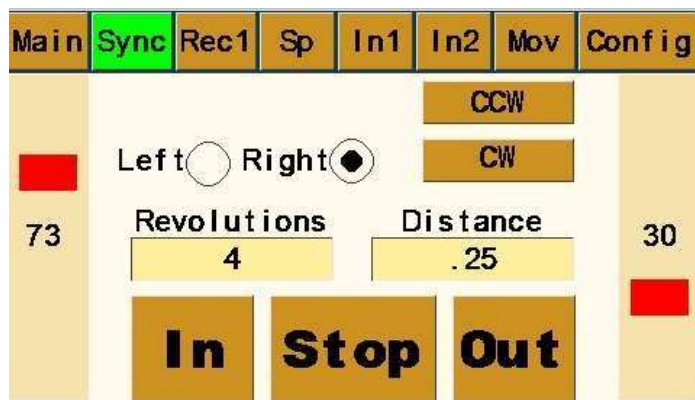 Main Sync Rec1 Sp In1 In2 Mov Config
CCW
Left Right CW
Revolutions Distance
73 4 .25 30
In Stop Out